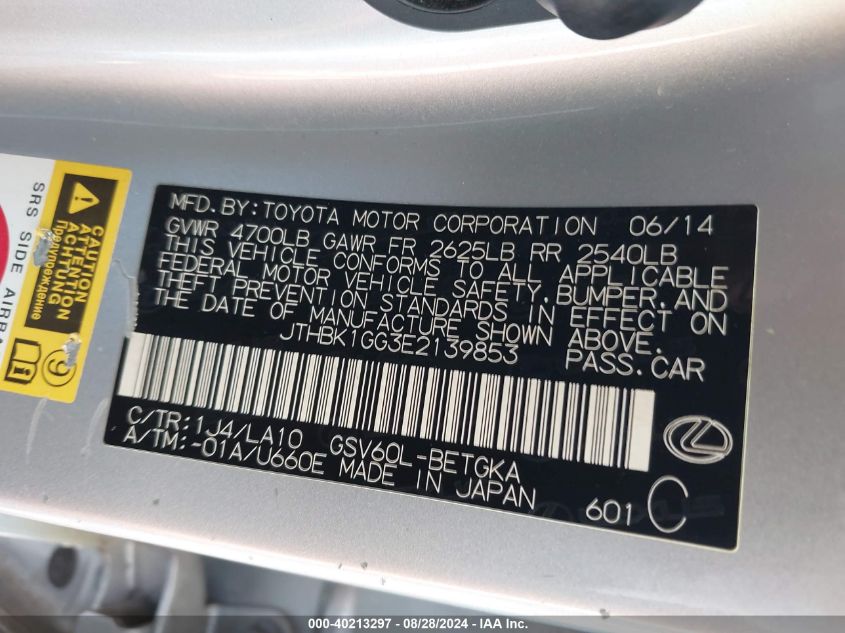 SRS SIDE AIRBA
CAUTION
ATTENTION
ACHTUNG
Предупреждение
MFD. BY: TOYOTA MOTOR CORPORATION 06/14
GVWR 4700LB GAWR FR 2625LB RR 2540LB
THIS VEHICLE CONFORMS TO ALL APPLICABLE
FEDERAL MOTOR VEHICLE SAFETY, BUMPER, AND
THEFT PREVENTION STANDARDS IN EFFECT ON
THE DATE OF MANUFACTURE SHOWN ABOVE.
JTHBK1GG3E2139853 PASS. CAR
C/TR: 1J4/LA10 GSV60L-BETGKA
A/TM: -01A/U660E MADE IN JAPAN
601 C
000-40213297 - 08/28/2024 - IAA, Inc.